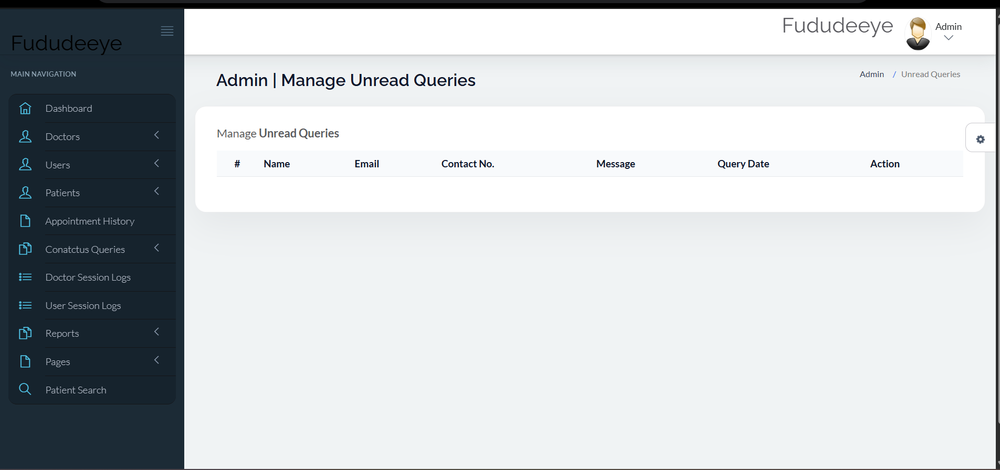 Fududeeye
MAIN NAVIGATION
Dashboard
Doctors
Users
Patients
Appointment History
Conatctus Queries
Doctor Session Logs
User Session Logs
Reports
Pages
Patient Search
Fududeeye
Admin
Admin | Manage Unread Queries
Admin / Unread Queries
Manage Unread Queries
# Name Email Contact No. Message Query Date Action